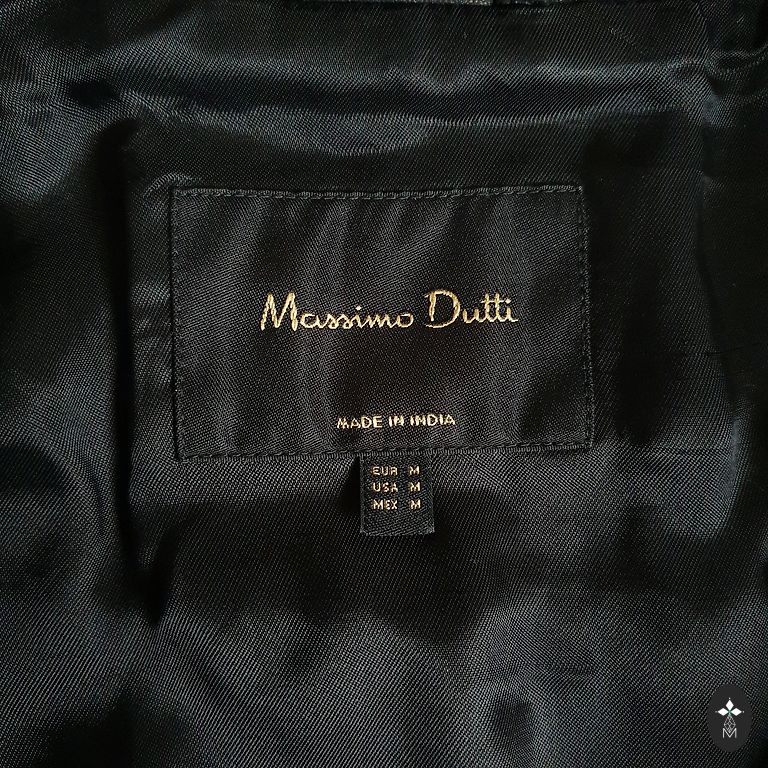 Massimo Dutti
MADE IN INDIA
EUR M
USA M
MEX M
M